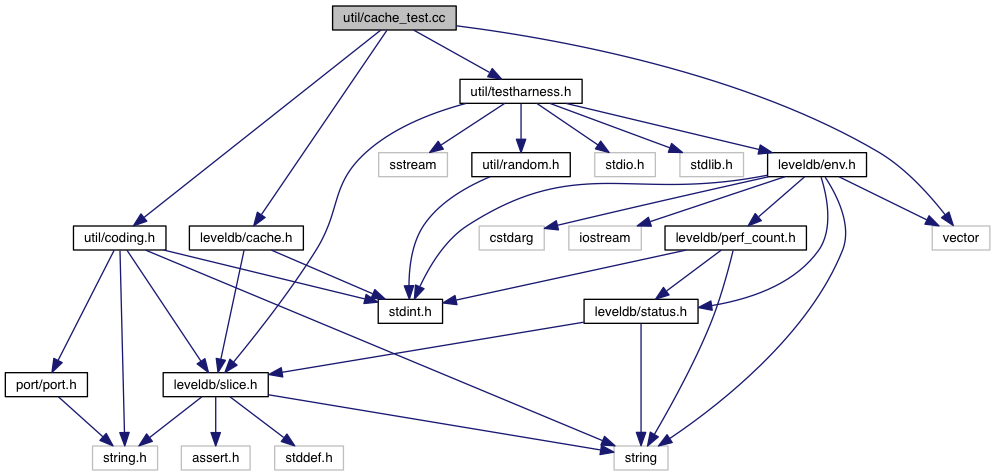 util/cache_test.cc
util/testharness.h
sstream
util/random.h
stdio.h
stdlib.h
leveldb/env.h
util/coding.h
leveldb/cache.h
cstdarg
iostream
leveldb/perf_count.h
vector
stdint.h
leveldb/status.h
port/port.h
leveldb/slice.h
string.h
assert.h
stddef.h
string